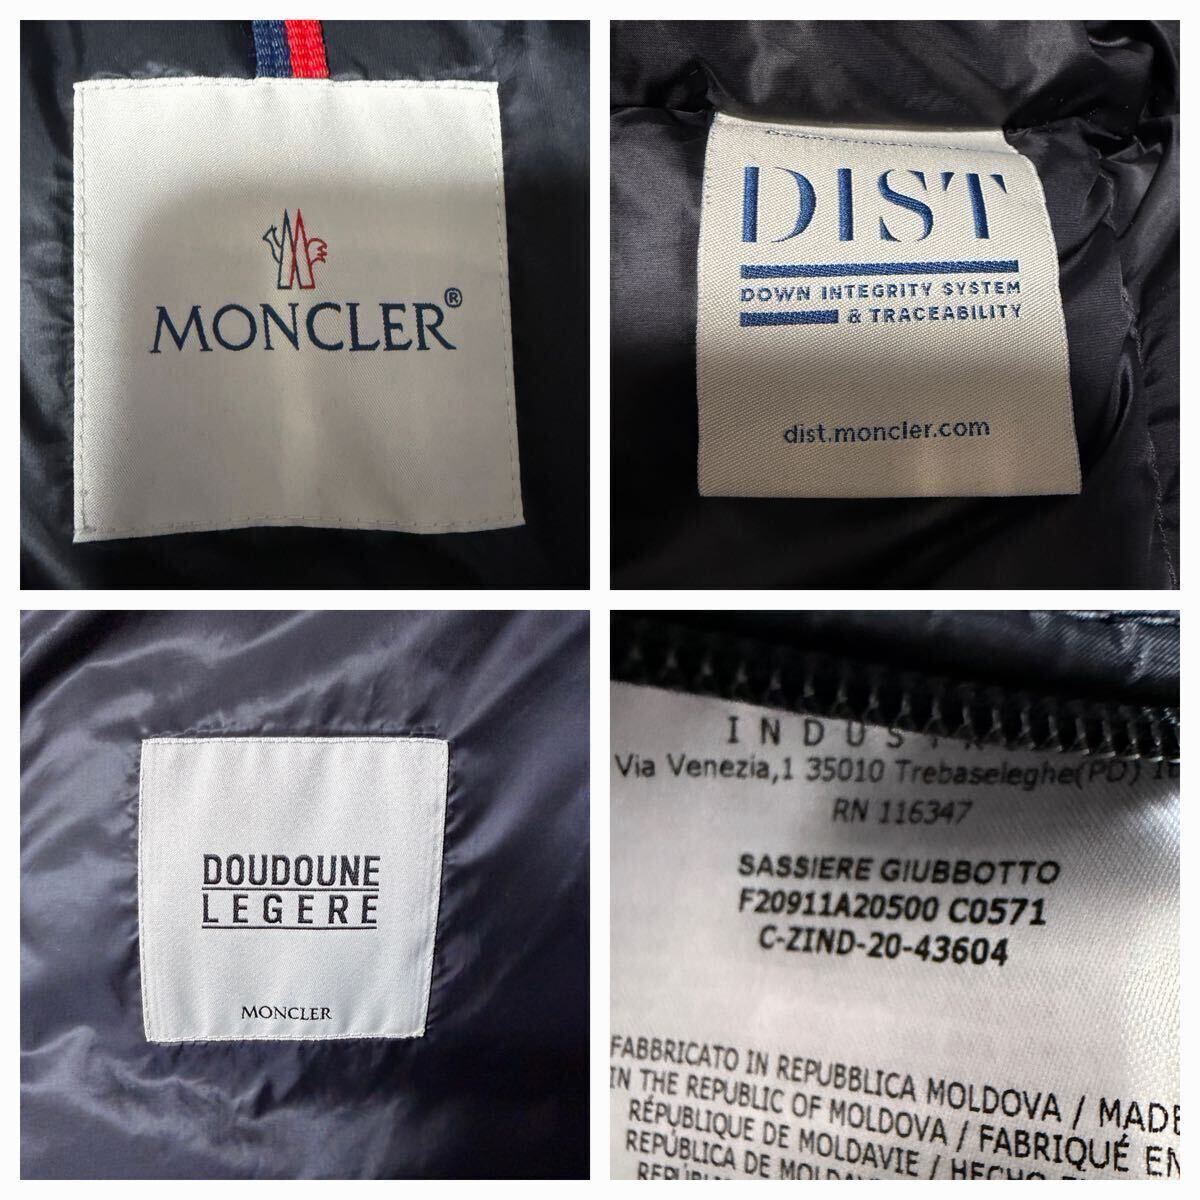 MONCLER®
DIST
DOWN INTEGRITY SYSTEM
& TRACEABILITY
dist.moncler.com
DOUDOUNE
LEGERE
MONCLER
Via Venezia,1 35010 Trebaseleghe(PD)
RN 116347
SASSIERE GIUBBOTTO
F20911A20500 C0571
C-ZIND-20-43604
FABBRICATO IN REPUBBLICA MOLDOVA / MADE
IN THE REPUBLIC OF MOLDOVA / FABRIQUÉ EN
RÉPUBLIQUE DE MOLDAVIE / HECHO
REPÚBLICA DE